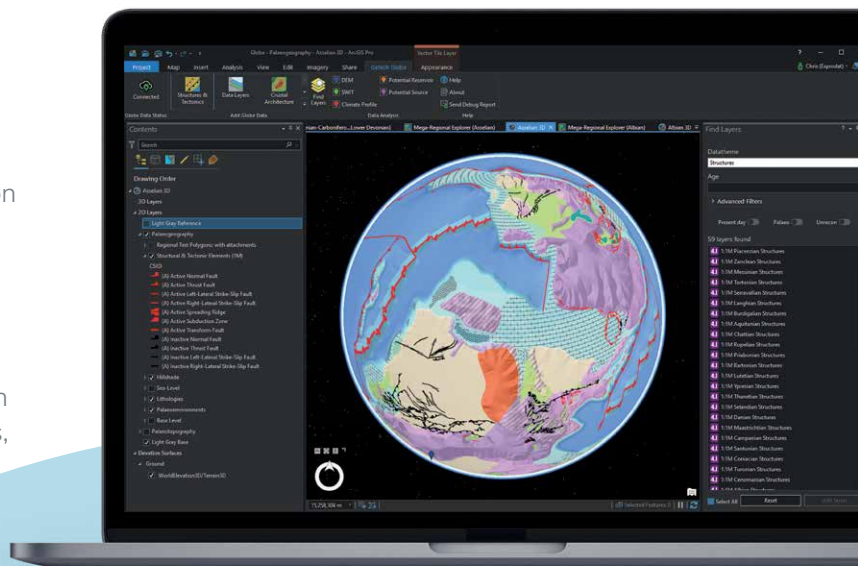 on
n
s,
Globe - Palaeogeography - Asselian 3D - ArcGIS Pro
Vector Tile Layer
? – □
Project Map Insert Analysis View Edit Imagery Share Getech Globe Appearance
Chris (Exprodat)
Connected
Structures & Tectonics
Data Layers
Crustal Architecture
Find Layers
DEM
SWIT
Climate Profile
Potential Reservoir
Potential Source
Help
About
Send Debug Report
Globe Data Status
Add Globe Data
Data Analysis
Help
Contents
Search
Drawing Order
Asselian 3D
3D Layers
2D Layers
Light Gray Reference
Palaeogeography
Regional Text Polygons with attachments
Structural & Tectonic Elements (1M)
(A) Active Normal Fault
(A) Active Thrust Fault
(A) Active Left-Lateral Strike-Slip Fault
(A) Active Right-Lateral Strike-Slip Fault
(A) Active Spreading Ridge
(A) Active Subduction Zone
(A) Active Transform Fault
(A) Inactive Normal Fault
(A) Inactive Thrust Fault
(A) Inactive Left-Lateral Strike-Slip Fault
(A) Inactive Right-Lateral Strike-Slip Fault
Hillshade
Sea-Level
Lithologies
Palaeoenvironments
Base Level
Palaeotopography
Light Gray Base
Elevation Surfaces
Ground
WorldElevation3D/Terrain3D
nian-Carbonifero...Lower Devonian)
Mega-Regional Explorer (Asselian)
Asselian 3D
Mega-Regional Explorer (Albian)
Albian 3D
Selected Features: 0
Find Layers
Datatheme
Structures
Age
Advanced Filters
Present day
Palaeo
Unrecon
59 layers found
1:1M Piacenzian Structures
1:1M Zanclean Structures
1:1M Messinian Structures
1:1M Tortonian Structures
1:1M Serravallian Structures
1:1M Langhian Structures
1:1M Burdigalian Structures
1:1M Aquitanian Structures
1:1M Chattian Structures
1:1M Rupelian Structures
1:1M Priabonian Structures
1:1M Bartonian Structures
1:1M Lutetian Structures
1:1M Ypresian Structures
1:1M Thanetian Structures
1:1M Selandian Structures
1:1M Danian Structures
1:1M Maastrichtian Structures
1:1M Campanian Structures
1:1M Santonian Structures
1:1M Coniacian Structures
1:1M Turonian Structures
1:1M Cenomanian Structures
Select All
Reset
Add layers